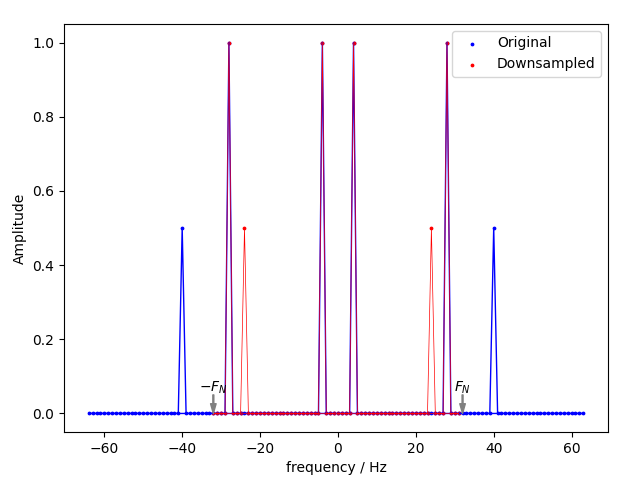 1.0
0.8
0.6
0.4
0.2
0.0
Amplitude
Original
Downsampled
$-F_N$
$F_N$
−60 −40 −20 0 20 40 60
frequency / Hz